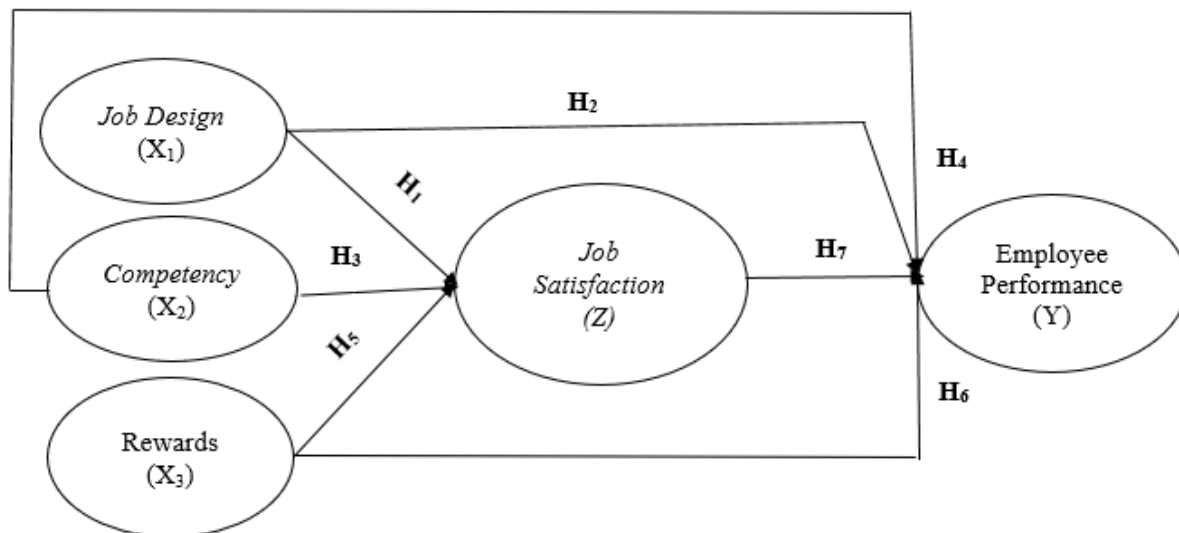 Job Design
(X₁)
H₂
H₁
H₄
Competency
(X₂)
H₃
Job
Satisfaction
(Z)
H₇
Employee
Performance
(Y)
H₅
H₆
Rewards
(X₃)